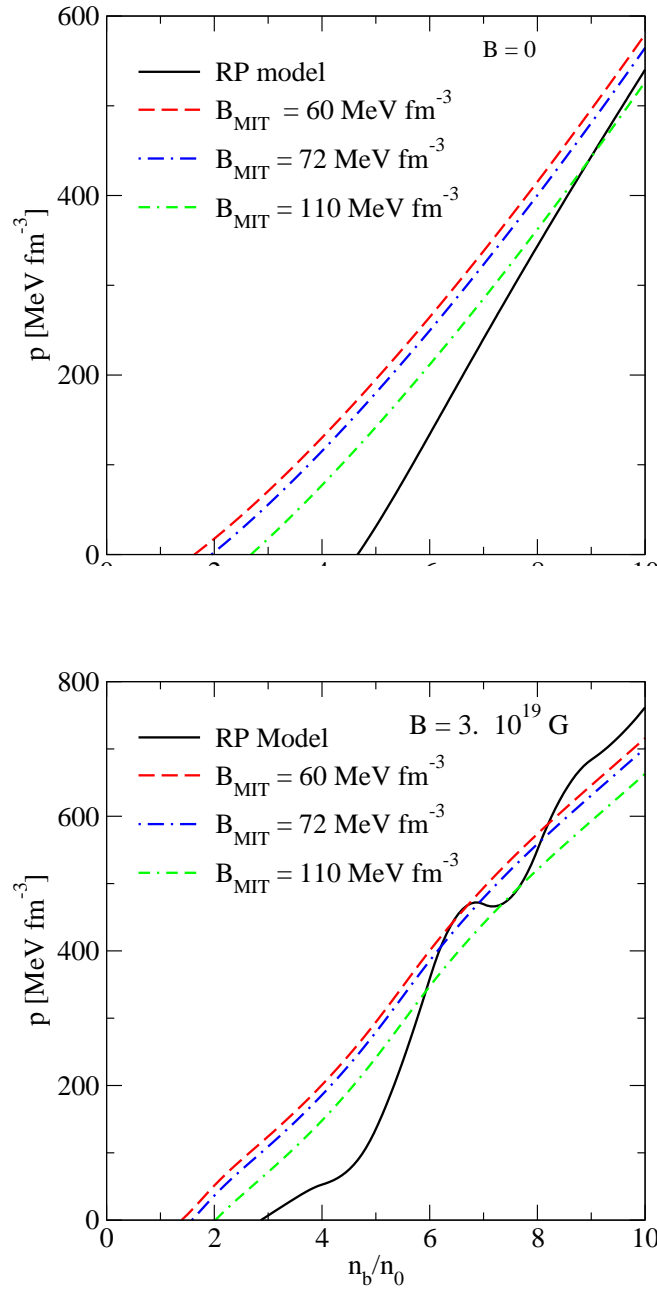 600
B = 0
RP model
B_MIT = 60 MeV fm^-3
B_MIT = 72 MeV fm^-3
400
B_MIT = 110 MeV fm^-3
p [MeV fm^-3]
200
0
0 2 4 6 8 10
800
B = 3. 10^19 G
RP Model
B_MIT = 60 MeV fm^-3
B_MIT = 72 MeV fm^-3
600
B_MIT = 110 MeV fm^-3
p [MeV fm^-3]
400
200
0
0 2 4 6 8 10
n_b/n_0